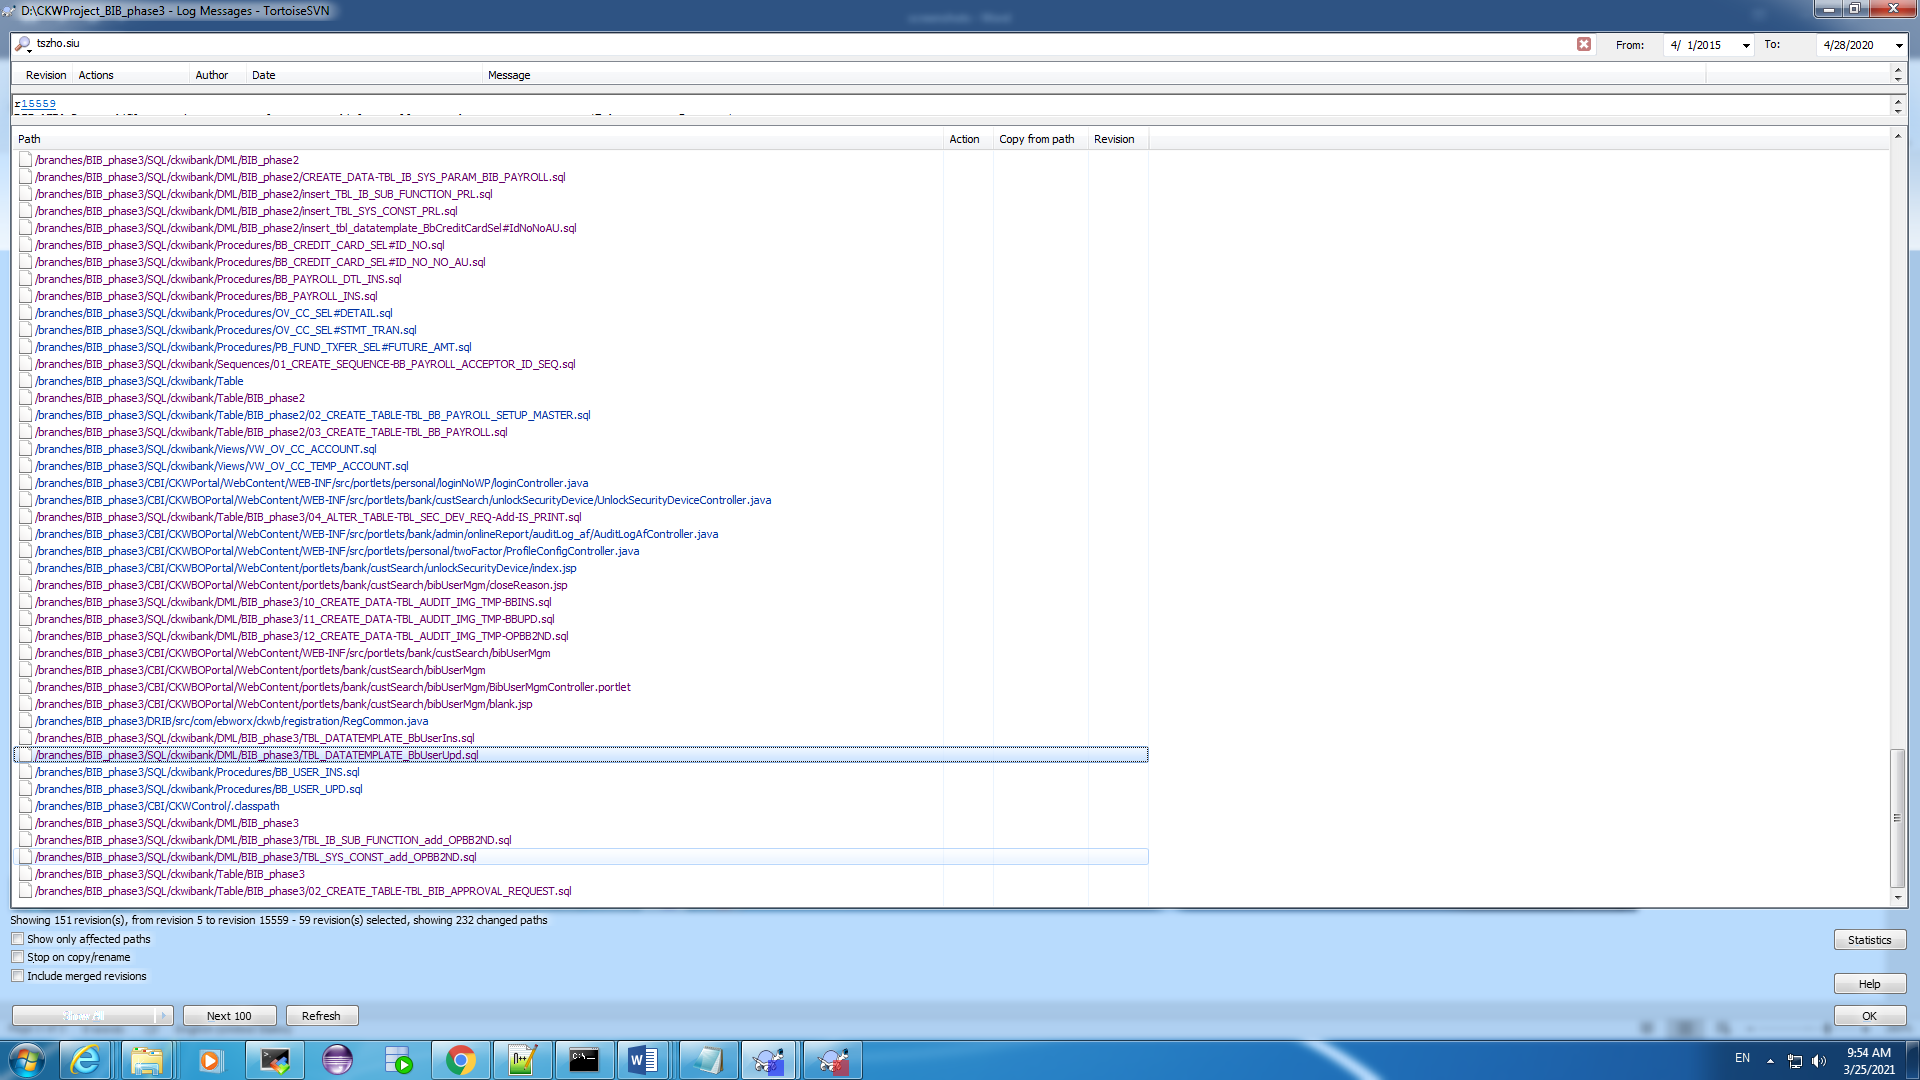 D:\CKWProject_BIB_phase3 - Log Messages - TortoiseSVN
tszho.siu
From: 4/ 1/2015 To: 4/28/2020
Revision Actions Author Date Message
r15559
Path Action Copy from path Revision
/branches/BIB_phase3/SQL/ckwibank/DML/BIB_phase2
/branches/BIB_phase3/SQL/ckwibank/DML/BIB_phase2/CREATE_DATA-TBL_IB_SYS_PARAM_BIB_PAYROLL.sql
/branches/BIB_phase3/SQL/ckwibank/DML/BIB_phase2/insert_TBL_IB_SUB_FUNCTION_PRL.sql
/branches/BIB_phase3/SQL/ckwibank/DML/BIB_phase2/insert_TBL_SYS_CONST_PRL.sql
/branches/BIB_phase3/SQL/ckwibank/DML/BIB_phase2/insert_tbl_datatemplate_BbCreditCardSel#IdNoNoAU.sql
/branches/BIB_phase3/SQL/ckwibank/Procedures/BB_CREDIT_CARD_SEL#ID_NO.sql
/branches/BIB_phase3/SQL/ckwibank/Procedures/BB_CREDIT_CARD_SEL#ID_NO_NO_AU.sql
/branches/BIB_phase3/SQL/ckwibank/Procedures/BB_PAYROLL_DTL_INS.sql
/branches/BIB_phase3/SQL/ckwibank/Procedures/BB_PAYROLL_INS.sql
/branches/BIB_phase3/SQL/ckwibank/Procedures/OV_CC_SEL#DETAIL.sql
/branches/BIB_phase3/SQL/ckwibank/Procedures/OV_CC_SEL#STMT_TRAN.sql
/branches/BIB_phase3/SQL/ckwibank/Procedures/PB_FUND_TXFER_SEL#FUTURE_AMT.sql
/branches/BIB_phase3/SQL/ckwibank/Sequences/01_CREATE_SEQUENCE-BB_PAYROLL_ACCEPTOR_ID_SEQ.sql
/branches/BIB_phase3/SQL/ckwibank/Table
/branches/BIB_phase3/SQL/ckwibank/Table/BIB_phase2
/branches/BIB_phase3/SQL/ckwibank/Table/BIB_phase2/02_CREATE_TABLE-TBL_BB_PAYROLL_SETUP_MASTER.sql
/branches/BIB_phase3/SQL/ckwibank/Table/BIB_phase2/03_CREATE_TABLE-TBL_BB_PAYROLL.sql
/branches/BIB_phase3/SQL/ckwibank/Views/VW_OV_CC_ACCOUNT.sql
/branches/BIB_phase3/SQL/ckwibank/Views/VW_OV_CC_TEMP_ACCOUNT.sql
/branches/BIB_phase3/CBI/CKWPortal/WebContent/WEB-INF/src/portlets/personal/loginNoWP/loginController.java
/branches/BIB_phase3/CBI/CKWBOPortal/WebContent/WEB-INF/src/portlets/bank/custSearch/unlockSecurityDevice/UnlockSecurityDeviceController.java
/branches/BIB_phase3/SQL/ckwibank/Table/BIB_phase3/04_ALTER_TABLE-TBL_SEC_DEV_REQ-Add-IS_PRINT.sql
/branches/BIB_phase3/CBI/CKWBOPortal/WebContent/WEB-INF/src/portlets/bank/admin/onlineReport/auditLog_af/AuditLogAfController.java
/branches/BIB_phase3/CBI/CKWPortal/WebContent/WEB-INF/src/portlets/personal/twoFactor/ProfileConfigController.java
/branches/BIB_phase3/CBI/CKWBOPortal/WebContent/portlets/bank/custSearch/unlockSecurityDevice/index.jsp
/branches/BIB_phase3/CBI/CKWBOPortal/WebContent/portlets/bank/custSearch/bibUserMgm/closeReason.jsp
/branches/BIB_phase3/SQL/ckwibank/DML/BIB_phase3/10_CREATE_DATA-TBL_AUDIT_IMG_TMP-BBINS.sql
/branches/BIB_phase3/SQL/ckwibank/DML/BIB_phase3/11_CREATE_DATA-TBL_AUDIT_IMG_TMP-BBUPD.sql
/branches/BIB_phase3/SQL/ckwibank/DML/BIB_phase3/12_CREATE_DATA-TBL_AUDIT_IMG_TMP-OPBB2ND.sql
/branches/BIB_phase3/CBI/CKWBOPortal/WebContent/WEB-INF/src/portlets/bank/custSearch/bibUserMgm
/branches/BIB_phase3/CBI/CKWBOPortal/WebContent/portlets/bank/custSearch/bibUserMgm
/branches/BIB_phase3/CBI/CKWBOPortal/WebContent/portlets/bank/custSearch/bibUserMgm/BibUserMgmController.portlet
/branches/BIB_phase3/CBI/CKWBOPortal/WebContent/portlets/bank/custSearch/bibUserMgm/blank.jsp
/branches/BIB_phase3/DRIB/src/com/ebworx/ckwb/registration/RegCommon.java
/branches/BIB_phase3/SQL/ckwibank/DML/BIB_phase3/TBL_DATATEMPLATE_BbUserIns.sql
/branches/BIB_phase3/SQL/ckwibank/DML/BIB_phase3/TBL_DATATEMPLATE_BbUserUpd.sql
/branches/BIB_phase3/SQL/ckwibank/Procedures/BB_USER_INS.sql
/branches/BIB_phase3/SQL/ckwibank/Procedures/BB_USER_UPD.sql
/branches/BIB_phase3/CBI/CKWControl/.classpath
/branches/BIB_phase3/SQL/ckwibank/DML/BIB_phase3
/branches/BIB_phase3/SQL/ckwibank/DML/BIB_phase3/TBL_IB_SUB_FUNCTION_add_OPBB2ND.sql
/branches/BIB_phase3/SQL/ckwibank/DML/BIB_phase3/TBL_SYS_CONST_add_OPBB2ND.sql
/branches/BIB_phase3/SQL/ckwibank/Table/BIB_phase3
/branches/BIB_phase3/SQL/ckwibank/Table/BIB_phase3/02_CREATE_TABLE-TBL_BIB_APPROVAL_REQUEST.sql
Showing 151 revision(s), from revision 5 to revision 15559 - 59 revision(s) selected, showing 232 changed paths
Show only affected paths
Statistics
Stop on copy/rename
Include merged revisions
Help
Show All Next 100 Refresh OK
EN 9:54 AM
3/25/2021